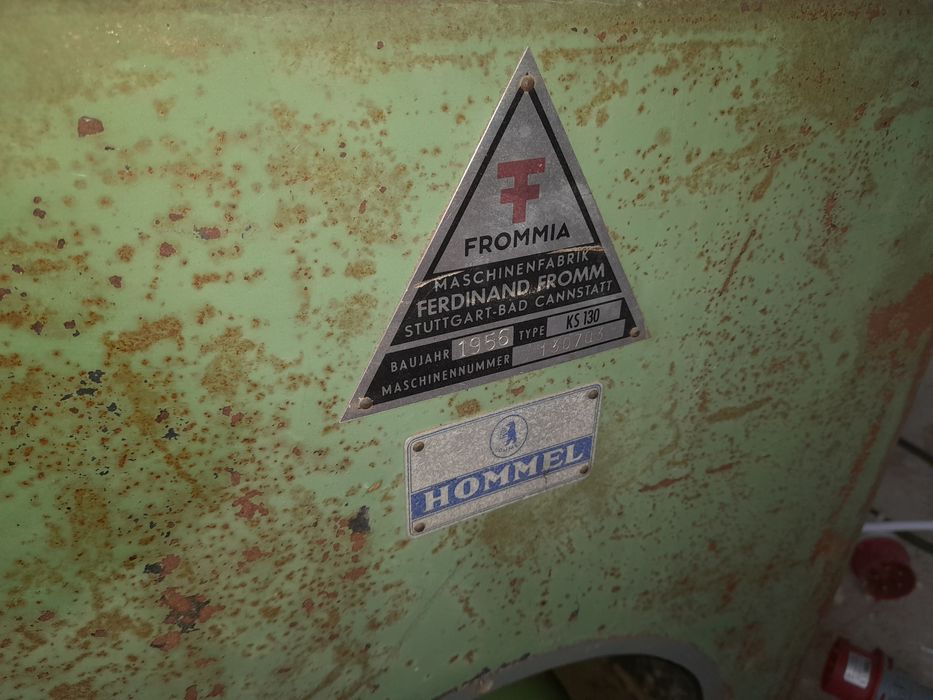 FROMMIA
MASCHINENFABRIK
FERDINAND FROMM
STUTTGART-BAD CANNSTATT
BAUJAHR 1956 TYPE KS 130
MASCHINENNUMMER
HOMMEL